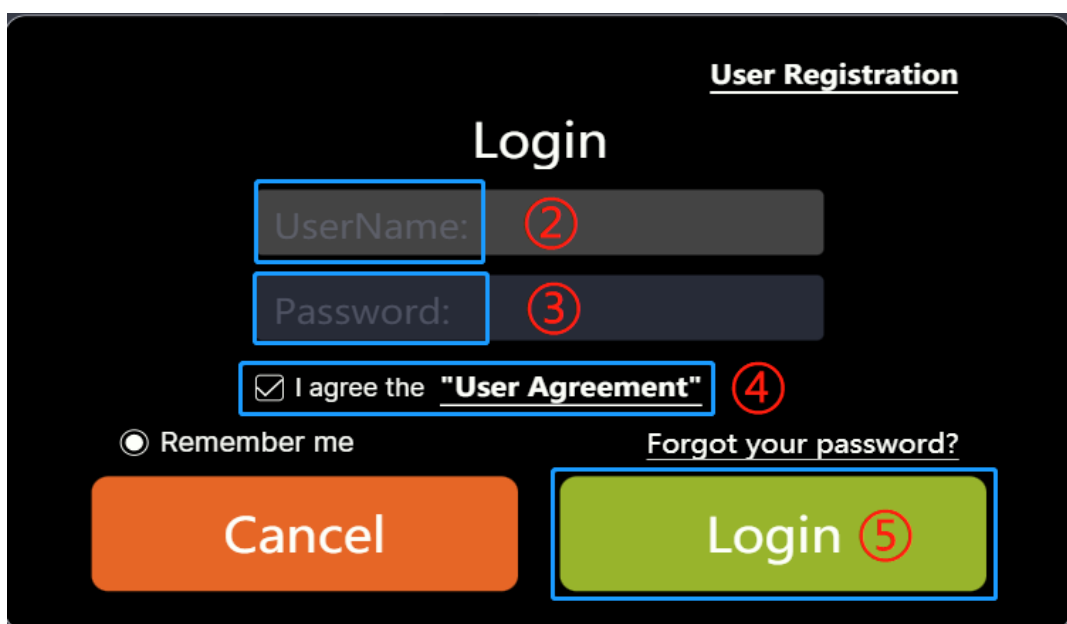 User Registration
Login
UserName: ②
Password: ③
I agree the "User Agreement" ④
Remember me Forgot your password?
Cancel Login ⑤